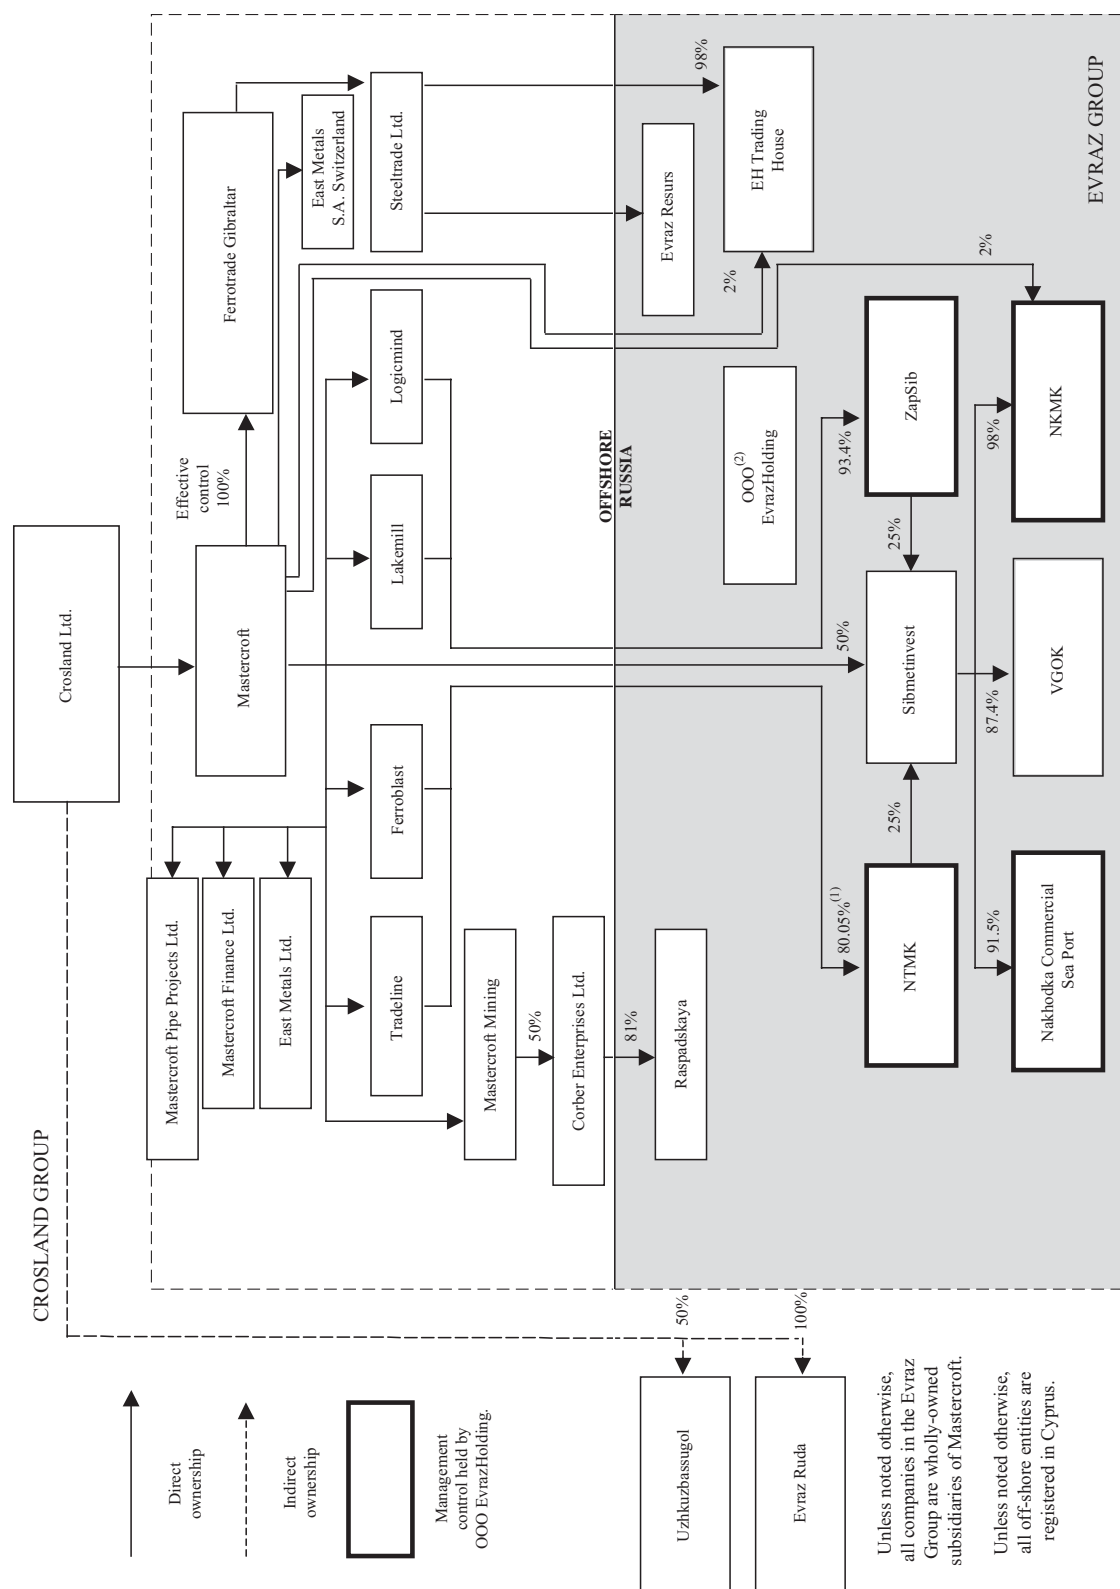 CROSLAND GROUP
Crosland Ltd.
Mastercroft
Effective
control
100%
Ferrotrade Gibraltar
Mastercroft Pipe Projects Ltd.
Mastercroft Finance Ltd.
East Metals Ltd.
East Metals
S.A. Switzerland
Tradeline
Ferroblast
Lakemill
Logicmind
Steeltrade Ltd.
Mastercroft Mining
50%
Corber Enterprises Ltd.
OFFSHORE
RUSSIA
81%
Raspadskaya
Evraz Resurs
98%
2%
EH Trading
House
OOO(2)
EvrazHolding
80.05%(1)
50%
93.4%
NTMK
25%
Sibmetinvest
25%
ZapSib
91.5%
87.4%
98%
2%
Nakhodka Commercial
Sea Port
VGOK
NKMK
EVRAZ GROUP
Direct
ownership
Indirect
ownership
Management
control held by
OOO EvrazHolding.
50%
Uzhkuzbassugol
100%
Evraz Ruda
Unless noted otherwise,
all companies in the Evraz
Group are wholly-owned
subsidiaries of Mastercroft.
Unless noted otherwise,
all off-shore entities are
registered in Cyprus.